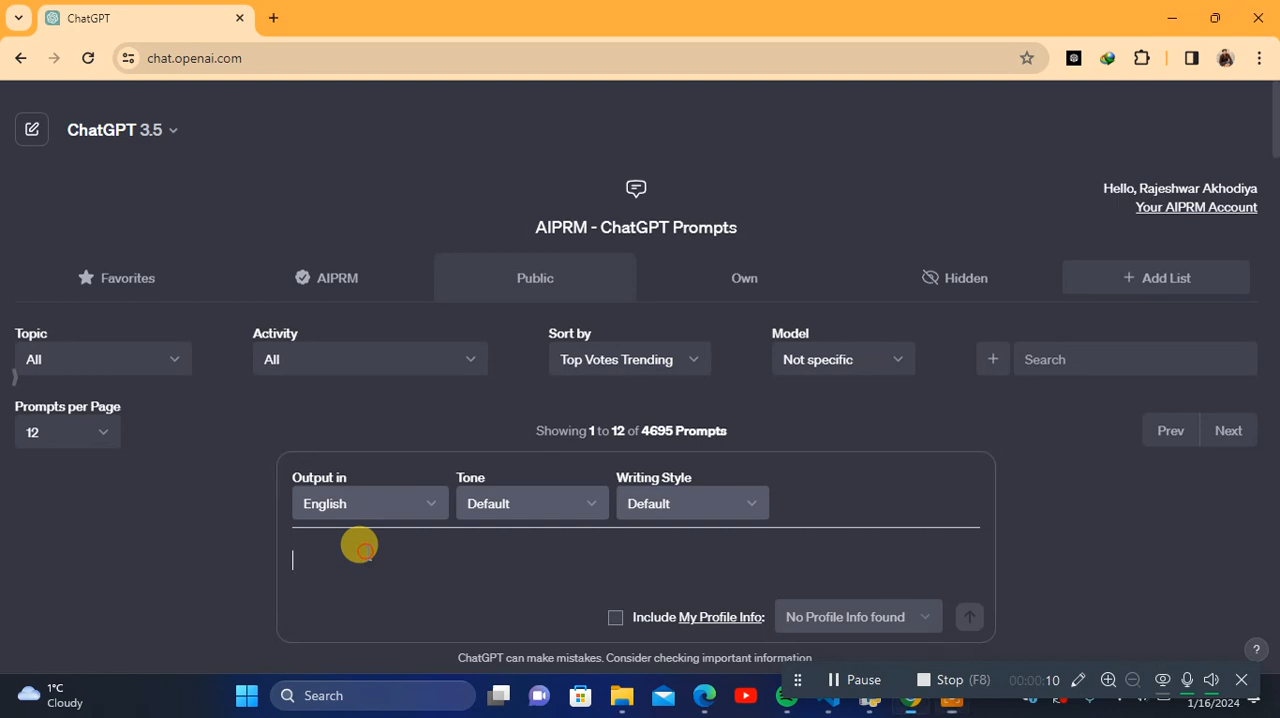 ChatGPT
chat.openai.com
ChatGPT 3.5
Hello, Rajeshwar Akhodiya
Your AIPRM Account
AIPRM - ChatGPT Prompts
Favorites AIPRM Public Own Hidden + Add List
Topic Activity Sort by Model
All All Top Votes Trending Not specific + Search
Prompts per Page
12 Showing 1 to 12 of 4695 Prompts Prev Next
Output in Tone Writing Style
English Default Default
Include My Profile Info: No Profile Info found
ChatGPT can make mistakes. Consider checking important information.
?
1°C
Cloudy
Search
Pause Stop (F8) 00:00:10
1/16/2024